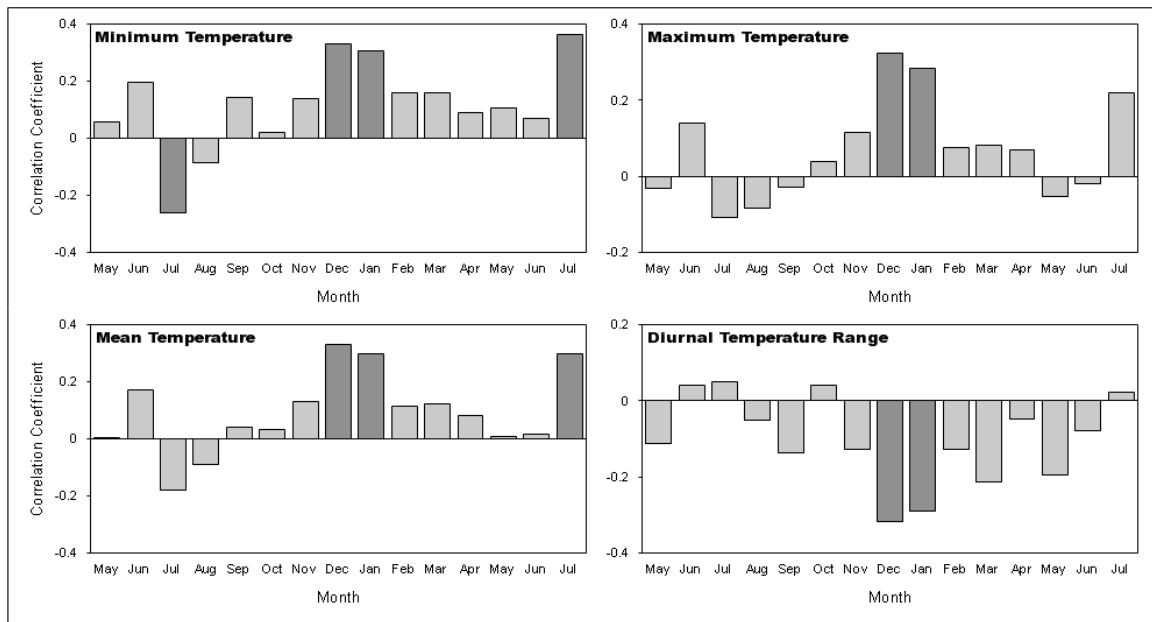 Minimum Temperature
0.4
0.2
0
-0.2
-0.4
Correlation Coefficient
May Jun Jul Aug Sep Oct Nov Dec Jan Feb Mar Apr May Jun Jul
Month
Maximum Temperature
0.4
0.2
0
-0.2
May Jun Jul Aug Sep Oct Nov Dec Jan Feb Mar Apr May Jun Jul
Month
Mean Temperature
0.4
0.2
0
-0.2
-0.4
Correlation Coefficient
May Jun Jul Aug Sep Oct Nov Dec Jan Feb Mar Apr May Jun Jul
Month
Diurnal Temperature Range
0.2
0
-0.2
-0.4
May Jun Jul Aug Sep Oct Nov Dec Jan Feb Mar Apr May Jun Jul
Month